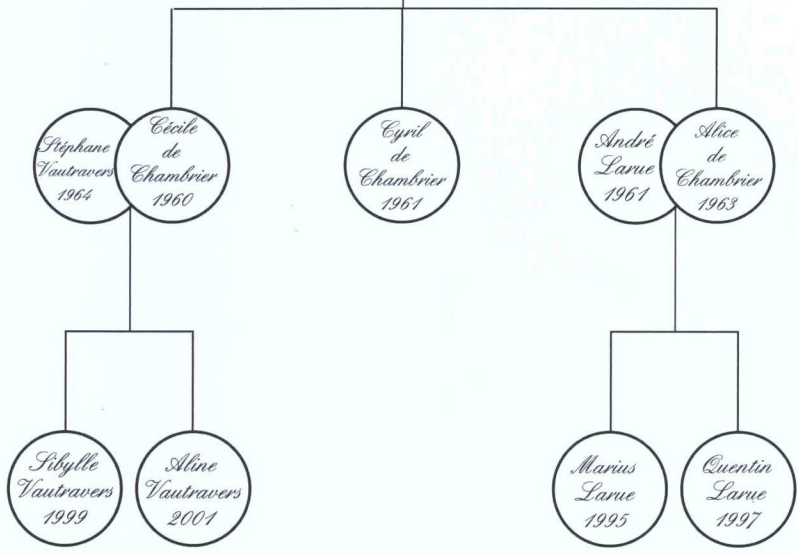 Stéphane
Vautravers
1964
Cécile
de
Chambrier
1960
Cyril
de
Chambrier
1961
André
Larue
1961
Alice
de
Chambrier
1963
Sibylle
Vautravers
1999
Aline
Vautravers
2001
Marius
Larue
1995
Quentin
Larue
1997